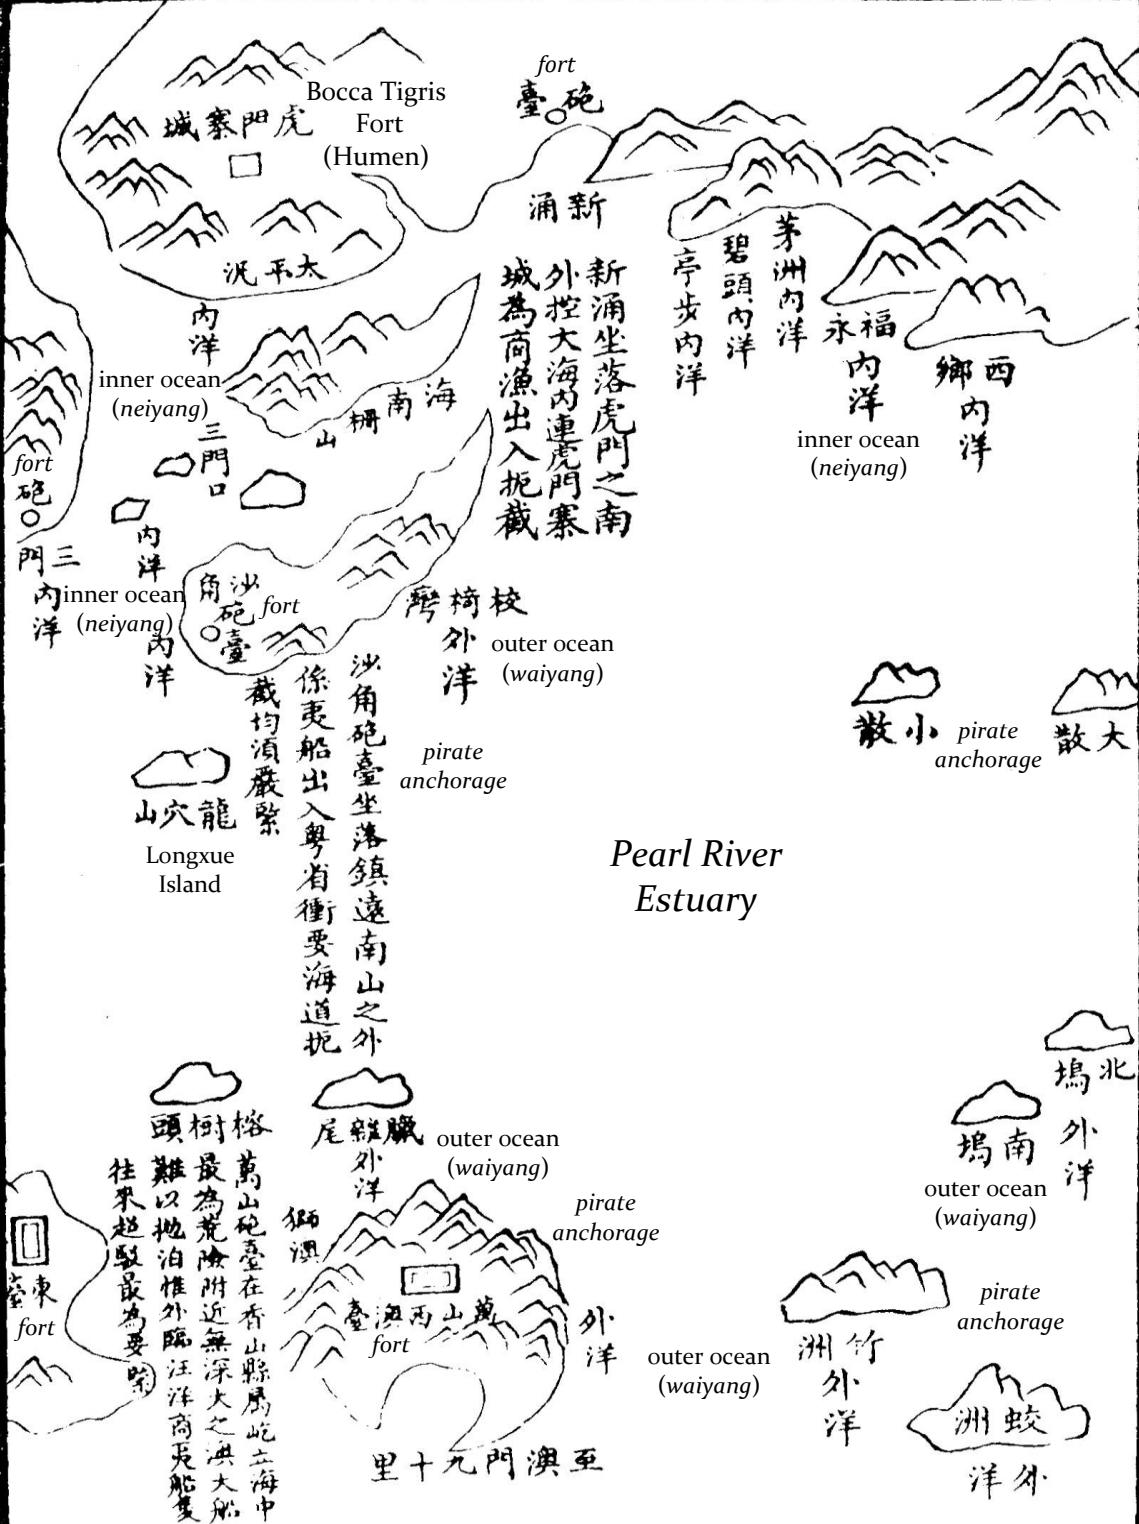 虎門寨城
Bocca Tigris
Fort
(Humen)
太平汛
fort
砲臺
新涌
新涌坐落虎門之南
外控大海內連虎門寨
城為商漁出入扼截
茅洲內洋
碧頭內洋
亭步內洋
福永
內洋
inner ocean
(neiyang)
西鄉
內洋
內洋
inner ocean
(neiyang)
海南柵山
三門口
fort
砲
三門
內洋
內洋
inner ocean
(neiyang)
內洋
沙角
砲臺
fort
校椅灣
外洋
outer ocean
(waiyang)
沙角砲臺坐落鎮遠南山之外
係夷船出入粵省衝要海道扼
截均須嚴緊
pirate
anchorage
龍穴山
Longxue
Island
小散
pirate
anchorage
大散
Pearl River
Estuary
北塢
外洋
南塢
outer ocean
(waiyang)
榕樹頭
臘雞尾
外洋
outer ocean
(waiyang)
pirate
anchorage
獅澳
萬山砲臺在香山縣屬屹立海中
最為荒險附近無深大之澳大船
難以拋泊惟外臨汪洋商夷船隻
往來超駛最為要緊
東臺
fort
萬山西澳臺
fort
外洋
outer ocean
(waiyang)
至澳門九十里
竹洲
外洋
pirate
anchorage
蛟洲
外洋